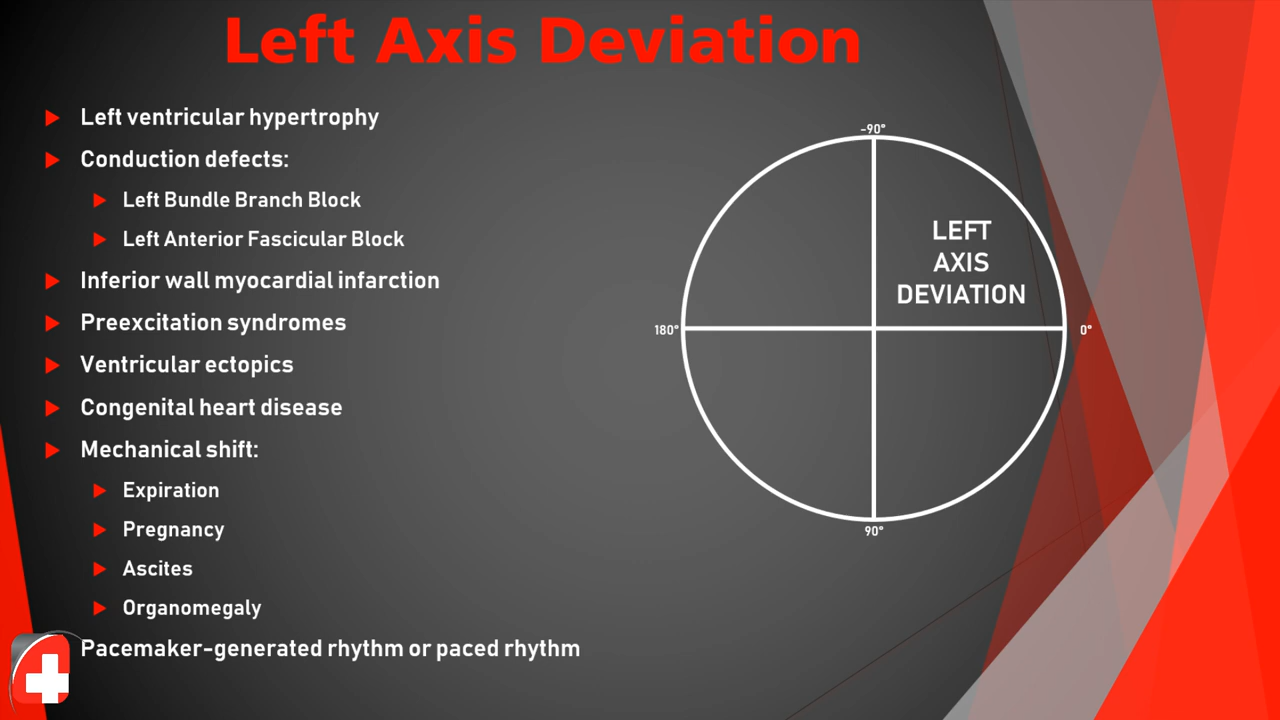 Left Axis Deviation
Left ventricular hypertrophy
Conduction defects:
Left Bundle Branch Block
Left Anterior Fascicular Block
Inferior wall myocardial infarction
Preexcitation syndromes
Ventricular ectopics
Congenital heart disease
Mechanical shift:
Expiration
Pregnancy
Ascites
Organomegaly
Pacemaker-generated rhythm or paced rhythm
-90°
LEFT
AXIS
DEVIATION
180°
0°
90°